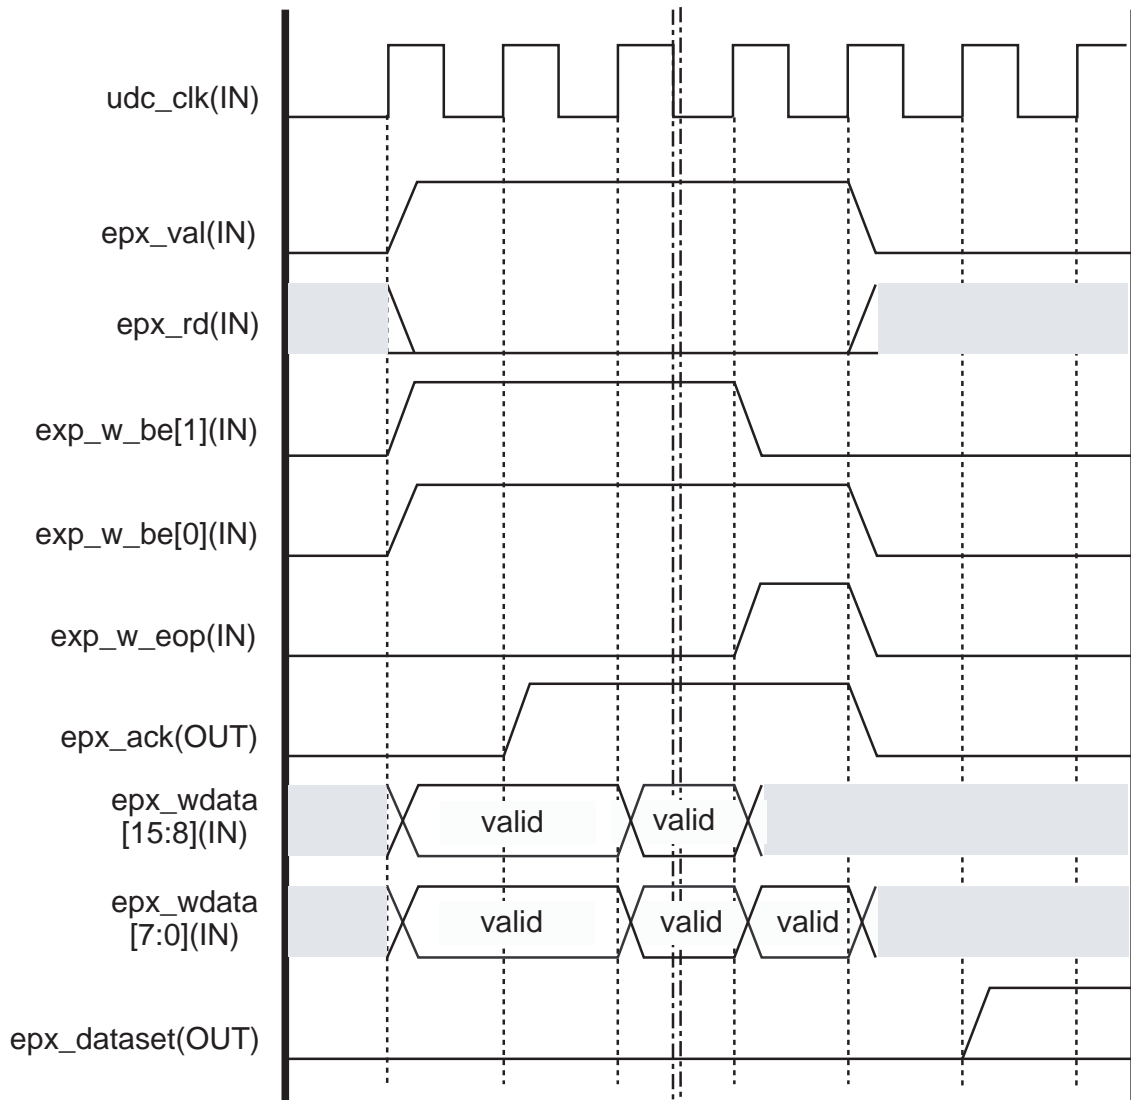 udc_clk(IN)
epx_val(IN)
epx_rd(IN)
exp_w_be[1](IN)
exp_w_be[0](IN)
exp_w_eop(IN)
epx_ack(OUT)
epx_wdata
[15:8](IN)
valid valid
epx_wdata
[7:0](IN)
valid valid valid
epx_dataset(OUT)